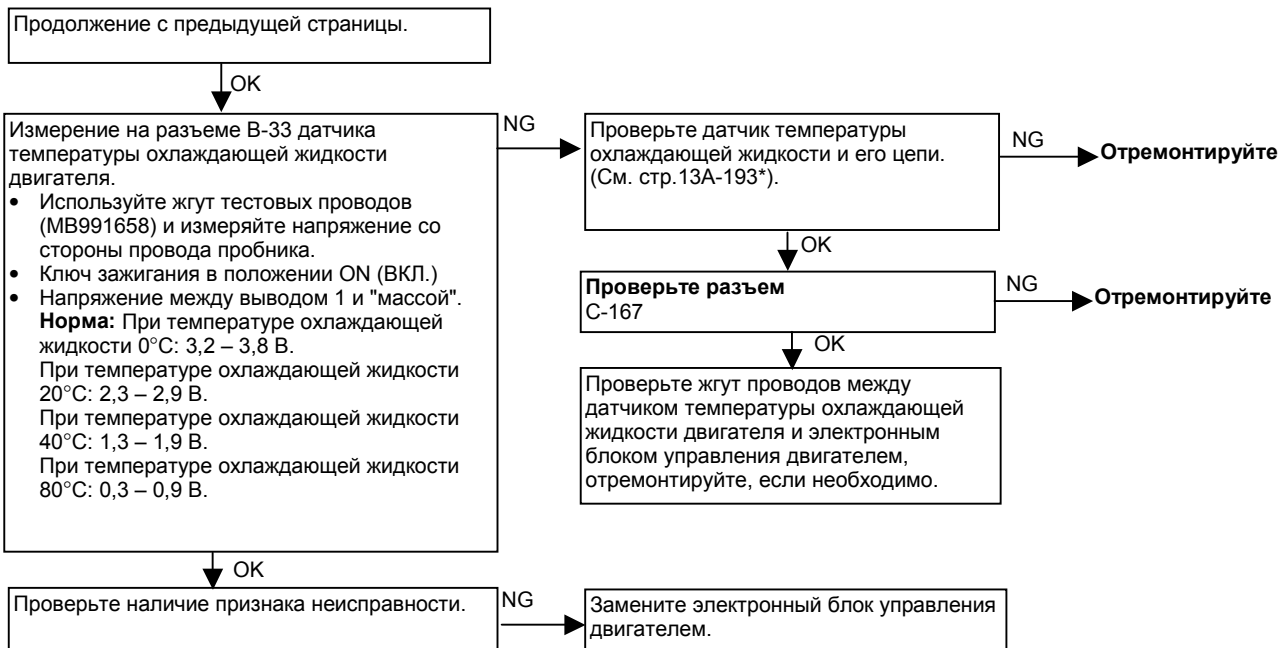 Продолжение с предыдущей страницы.
OK
Измерение на разъеме B-33 датчика
температуры охлаждающей жидкости
двигателя.
• Используйте жгут тестовых проводов
(MB991658) и измеряйте напряжение со
стороны провода пробника.
• Ключ зажигания в положении ON (ВКЛ.)
• Напряжение между выводом 1 и "массой".
Норма: При температуре охлаждающей
жидкости 0°C: 3,2 – 3,8 В.
При температуре охлаждающей жидкости
20°C: 2,3 – 2,9 В.
При температуре охлаждающей жидкости
40°C: 1,3 – 1,9 В.
При температуре охлаждающей жидкости
80°C: 0,3 – 0,9 В.
NG
Проверьте датчик температуры
охлаждающей жидкости и его цепи.
(См. стр.13А-193*).
NG
Отремонтируйте
OK
Проверьте разъем
C-167
NG
Отремонтируйте
OK
Проверьте жгут проводов между
датчиком температуры охлаждающей
жидкости двигателя и электронным
блоком управления двигателем,
отремонтируйте, если необходимо.
OK
Проверьте наличие признака неисправности.
NG
Замените электронный блок управления
двигателем.